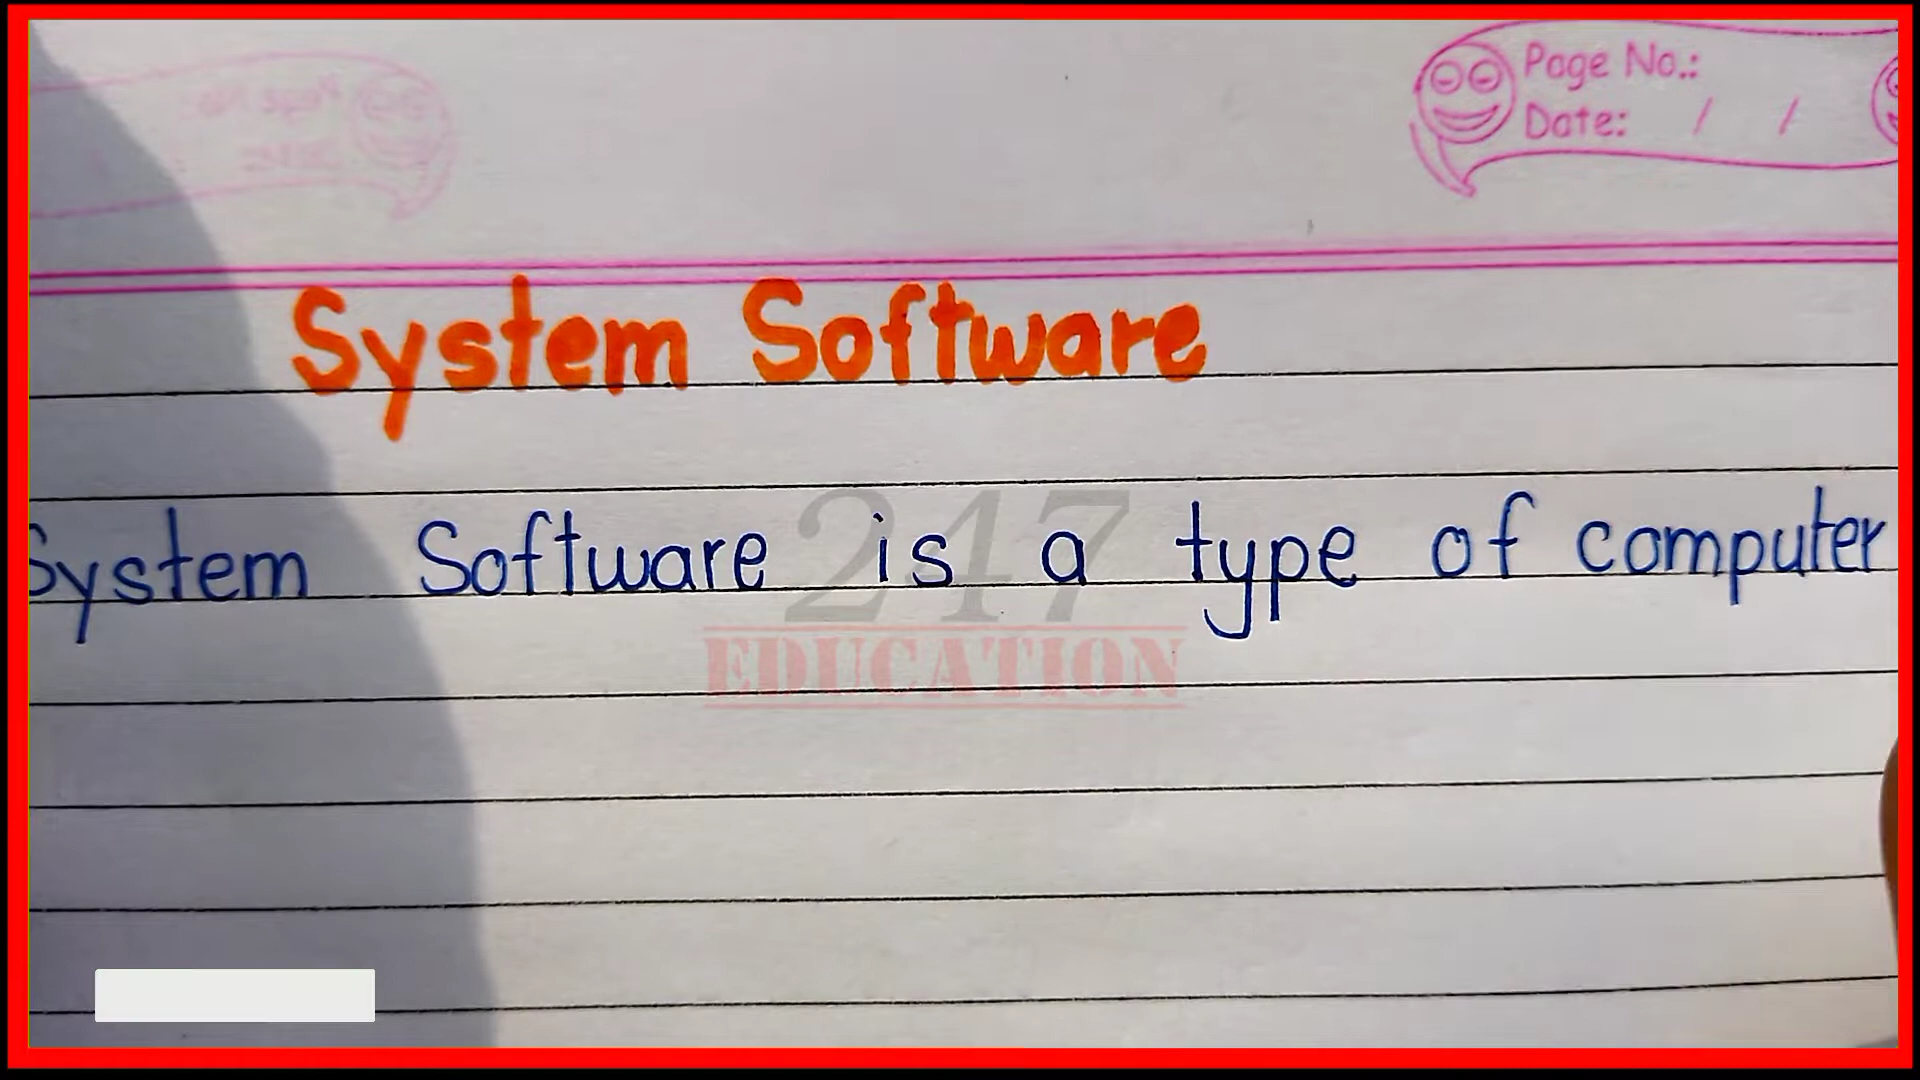 Page No.:
Date: / /
System Software
System Software is a type of computer
247
EDUCATION